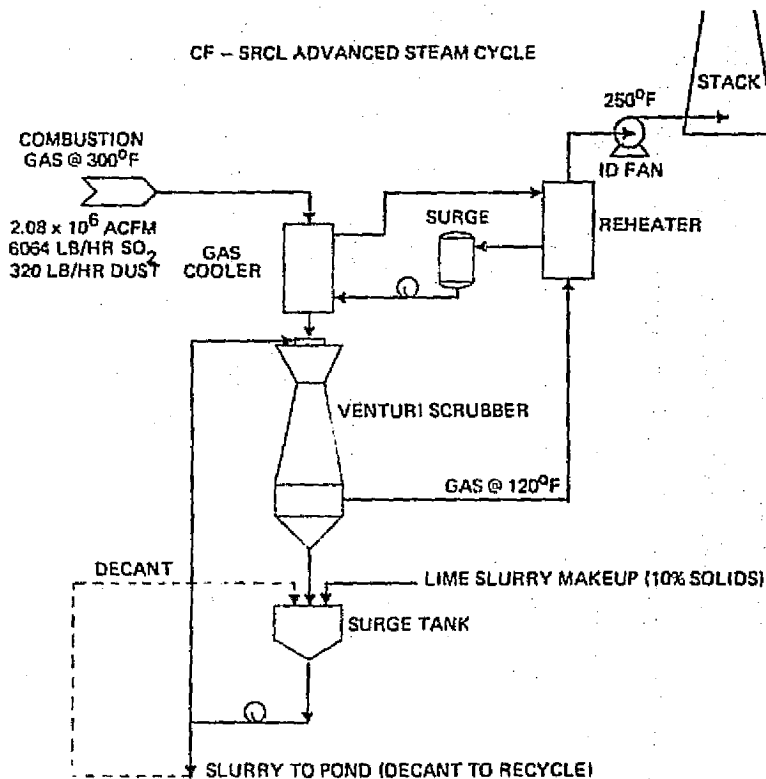 CF – SRCL ADVANCED STEAM CYCLE
STACK
250°F
ID FAN
COMBUSTION
GAS @ 300°F
2.08 x 10⁶ ACFM
6064 LB/HR SO₂
320 LB/HR DUST
GAS
COOLER
SURGE
REHEATER
VENTURI SCRUBBER
GAS @ 120°F
DECANT
LIME SLURRY MAKEUP (10% SOLIDS)
SURGE TANK
SLURRY TO POND (DECANT TO RECYCLE)